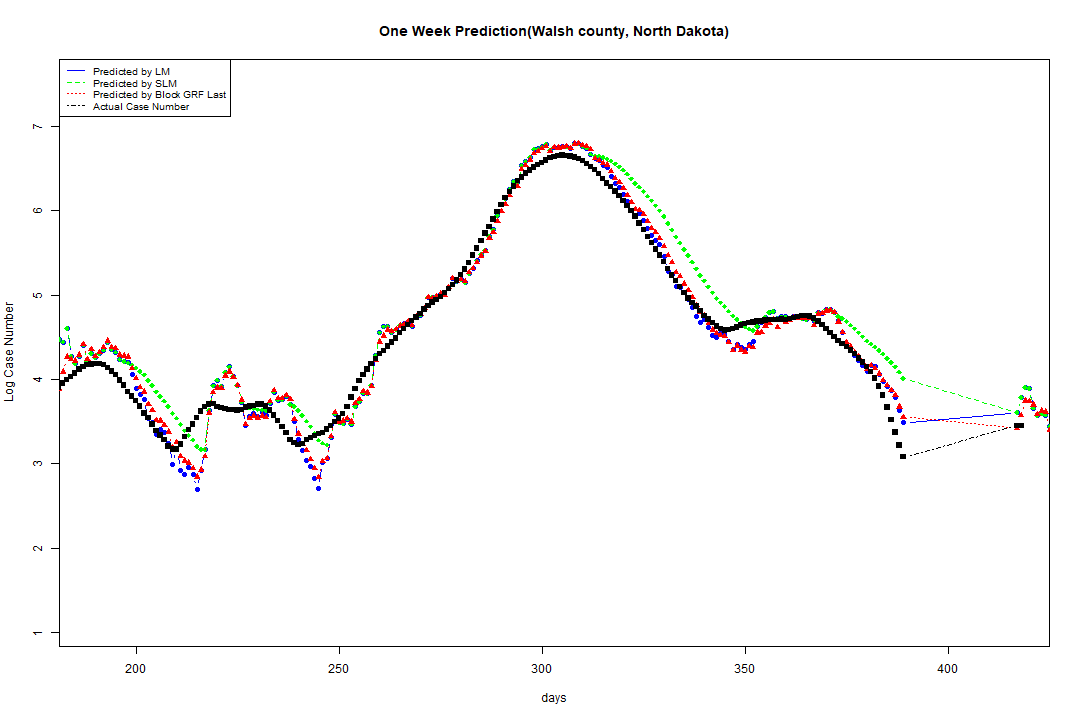 One Week Prediction(Walsh county, North Dakota)
Predicted by LM
Predicted by SLM
Predicted by Block GRF Last
Actual Case Number
7
6
5
4
3
2
1
Log Case Number
200 250 300 350 400
days